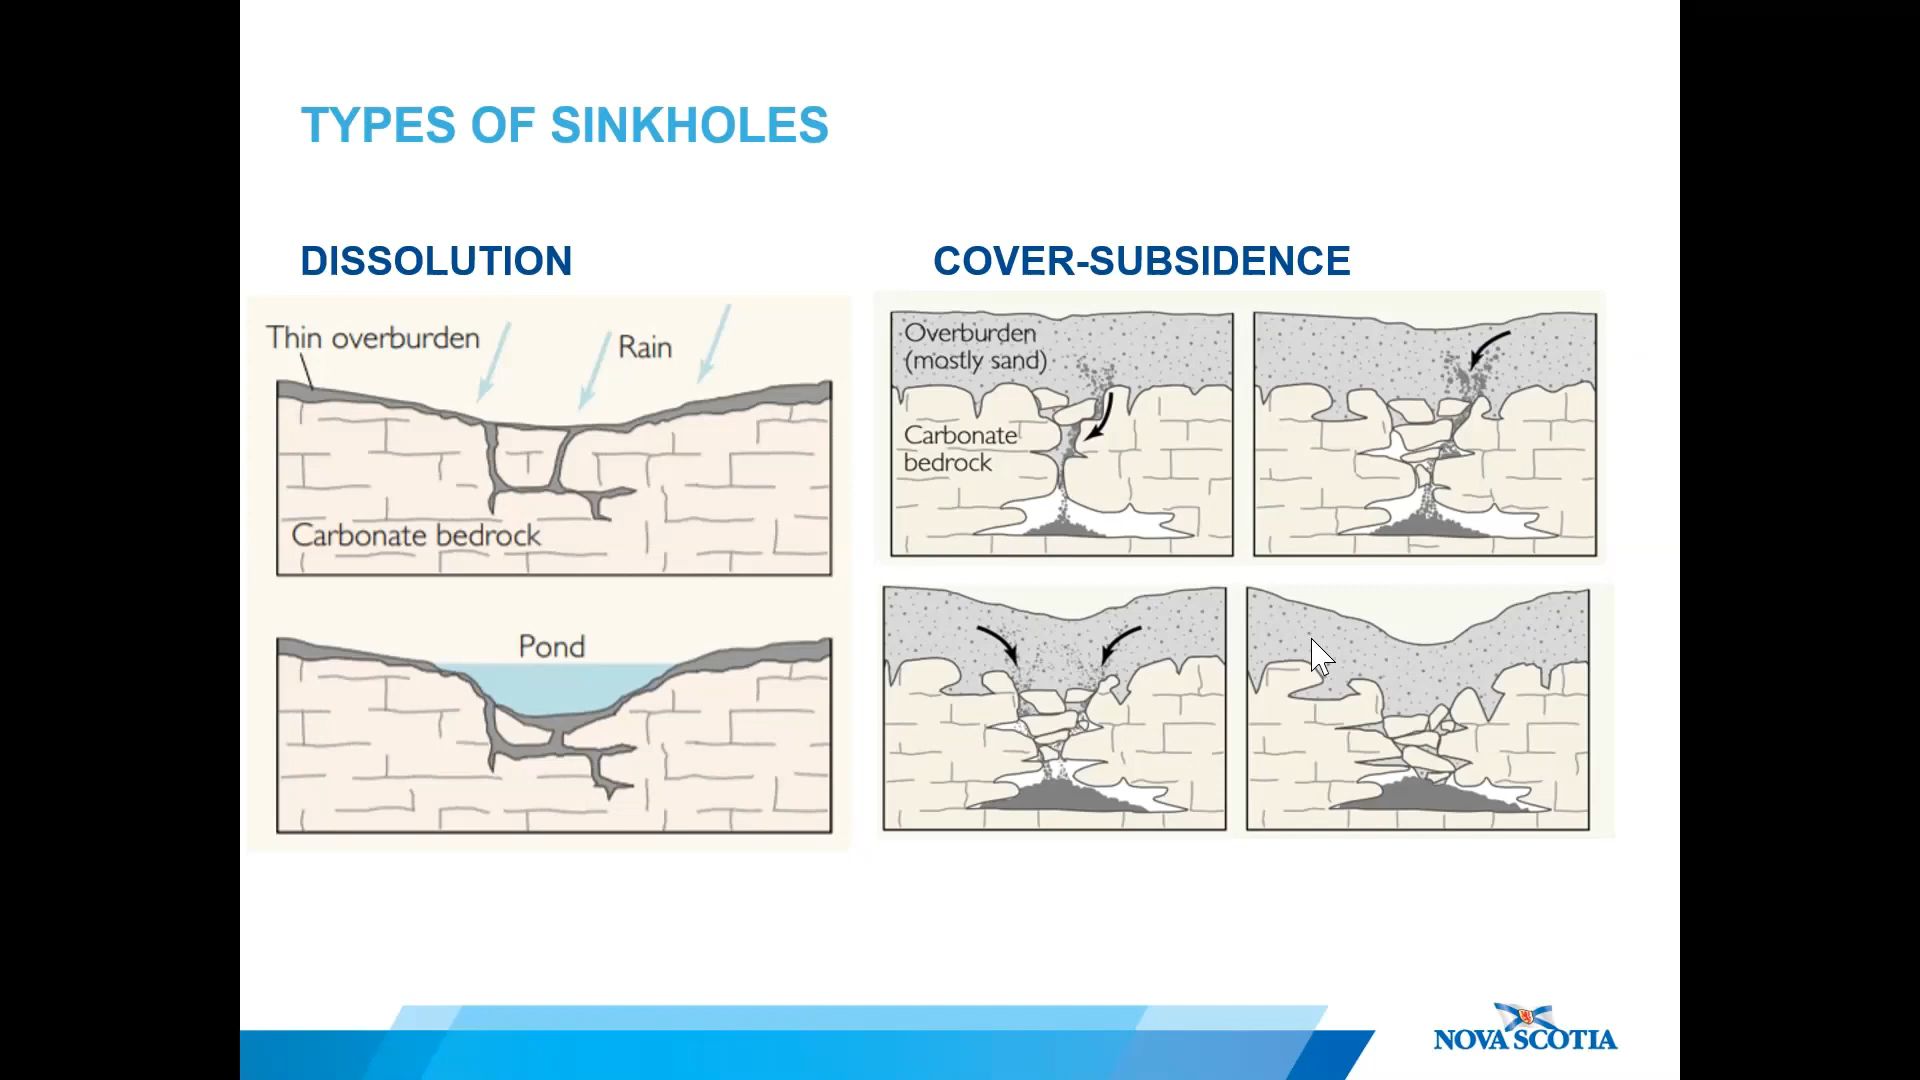 TYPES OF SINKHOLES
DISSOLUTION
Thin overburden
Rain
Carbonate bedrock
Pond
COVER-SUBSIDENCE
Overburden
(mostly sand)
Carbonate
bedrock
NOVA SCOTIA